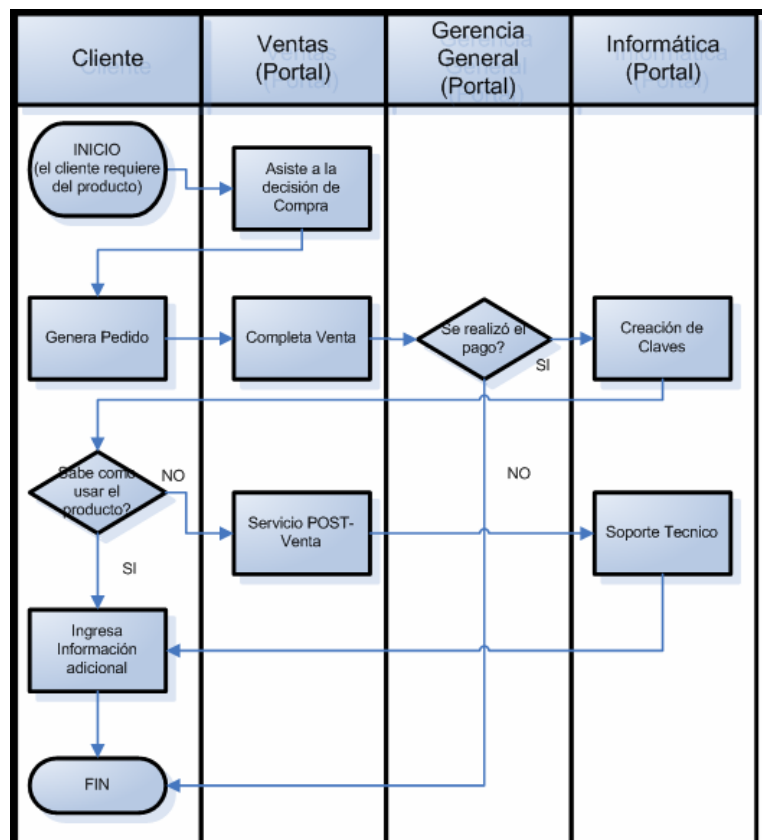 Cliente
Ventas
(Portal)
Gerencia
General
(Portal)
Informática
(Portal)
INICIO
(el cliente requiere
del producto)
Asiste a la
decisión de
Compra
Genera Pedido
Completa Venta
Se realizó el
pago?
SI
Creación de
Claves
Sabe como
usar el
producto?
NO
NO
Servicio POST-
Venta
Soporte Tecnico
SI
Ingresa
Información
adicional
FIN